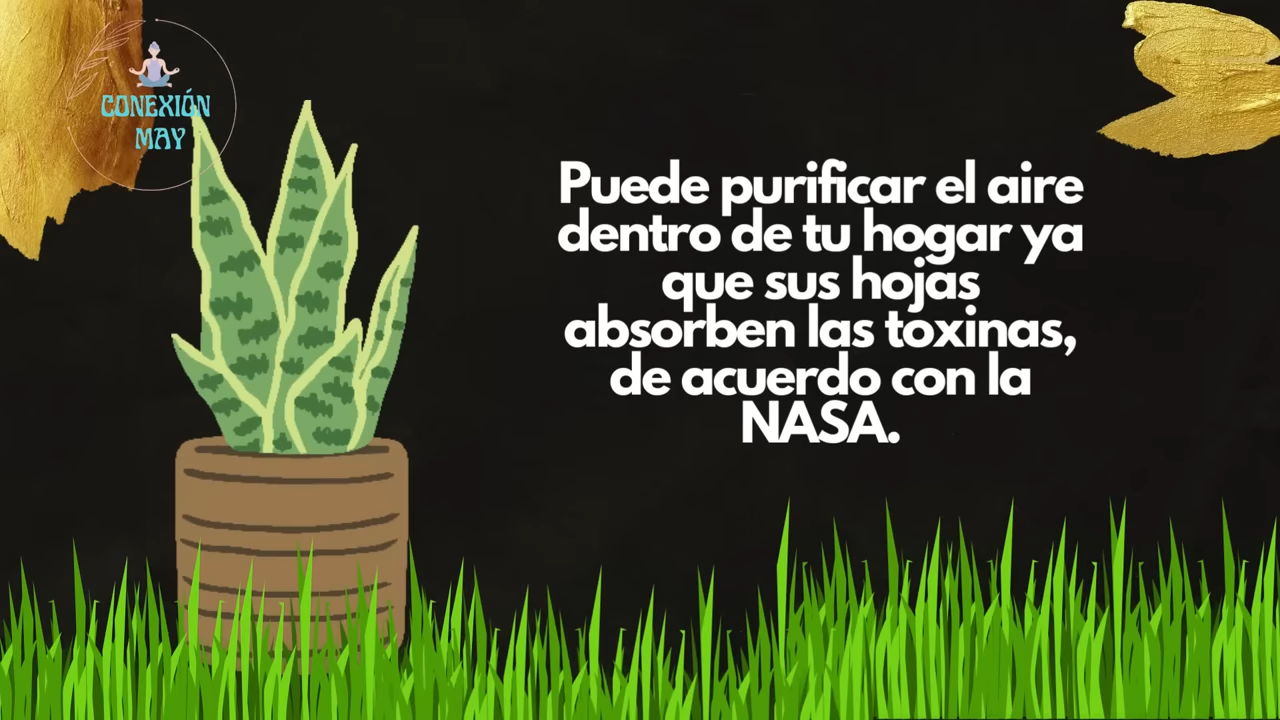 CONEXIÓN
MAY
Puede purificar el aire
dentro de tu hogar ya
que sus hojas
absorben las toxinas,
de acuerdo con la
NASA.